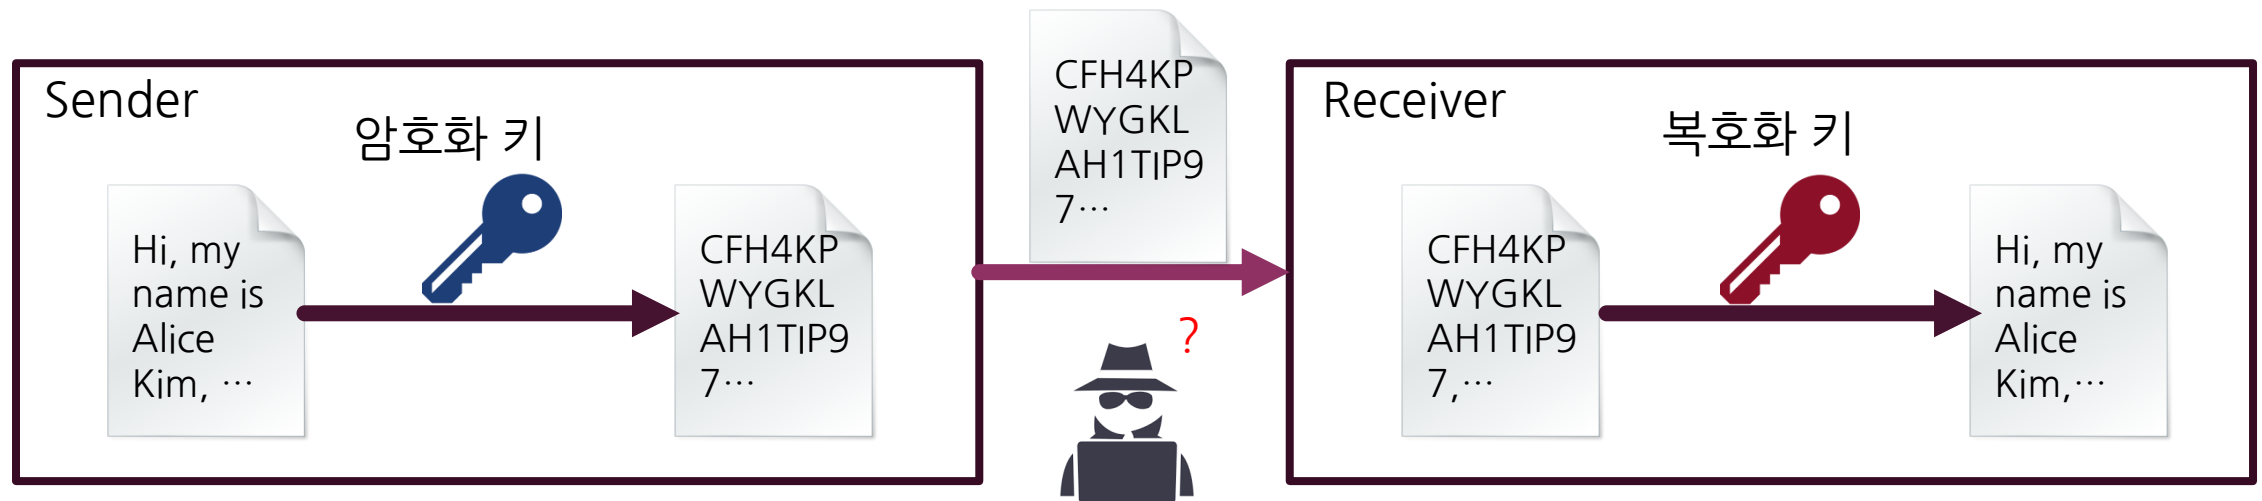 Sender
암호화 키
Hi, my
name is
Alice
Kim, …
CFH4KP
WYGKL
AH1TIP9
7…
CFH4KP
WYGKL
AH1TIP9
7…
?
Receiver
복호화 키
CFH4KP
WYGKL
AH1TIP9
7,…
Hi, my
name is
Alice
Kim,…